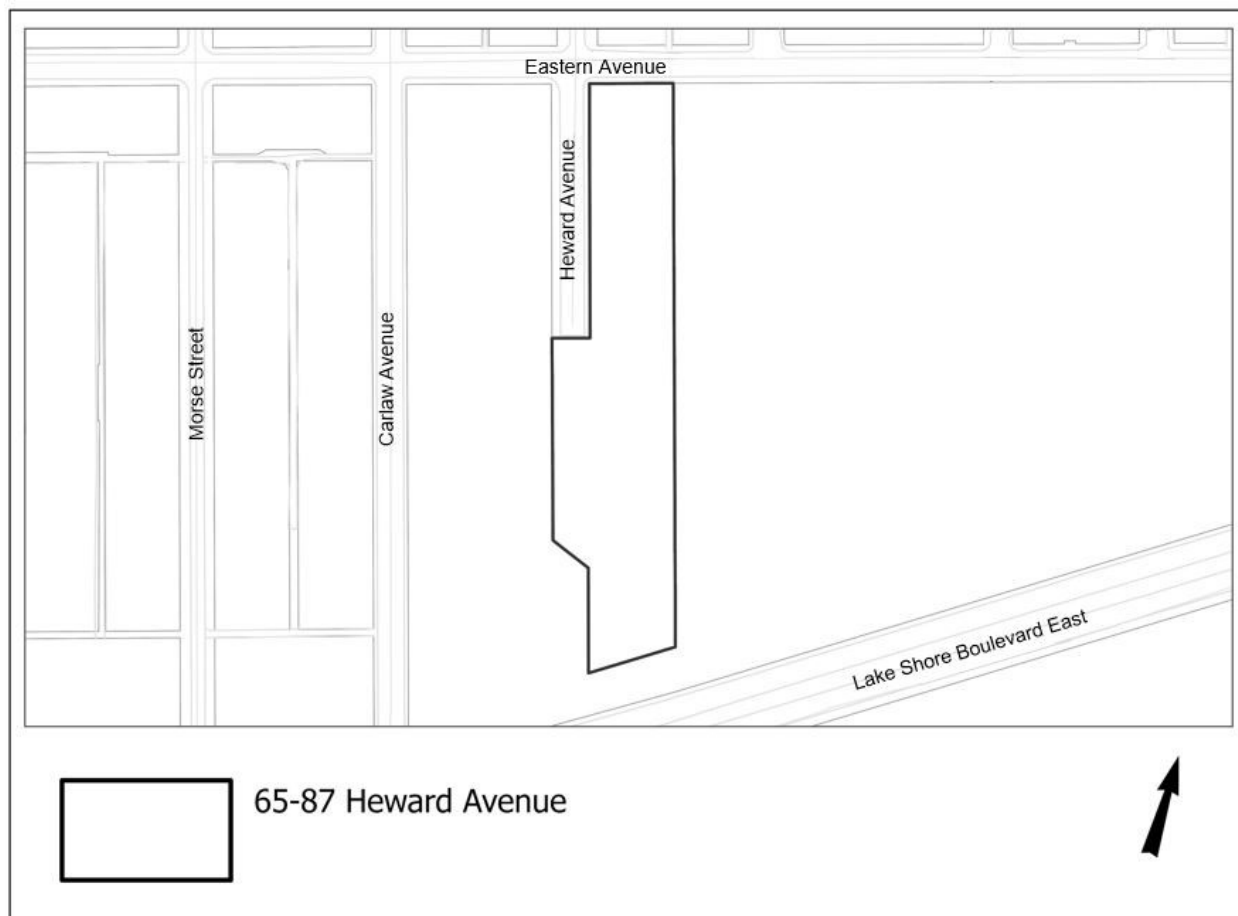 Eastern Avenue
Heward Avenue
Morse Street
Carlaw Avenue
Lake Shore Boulevard East
65-87 Heward Avenue